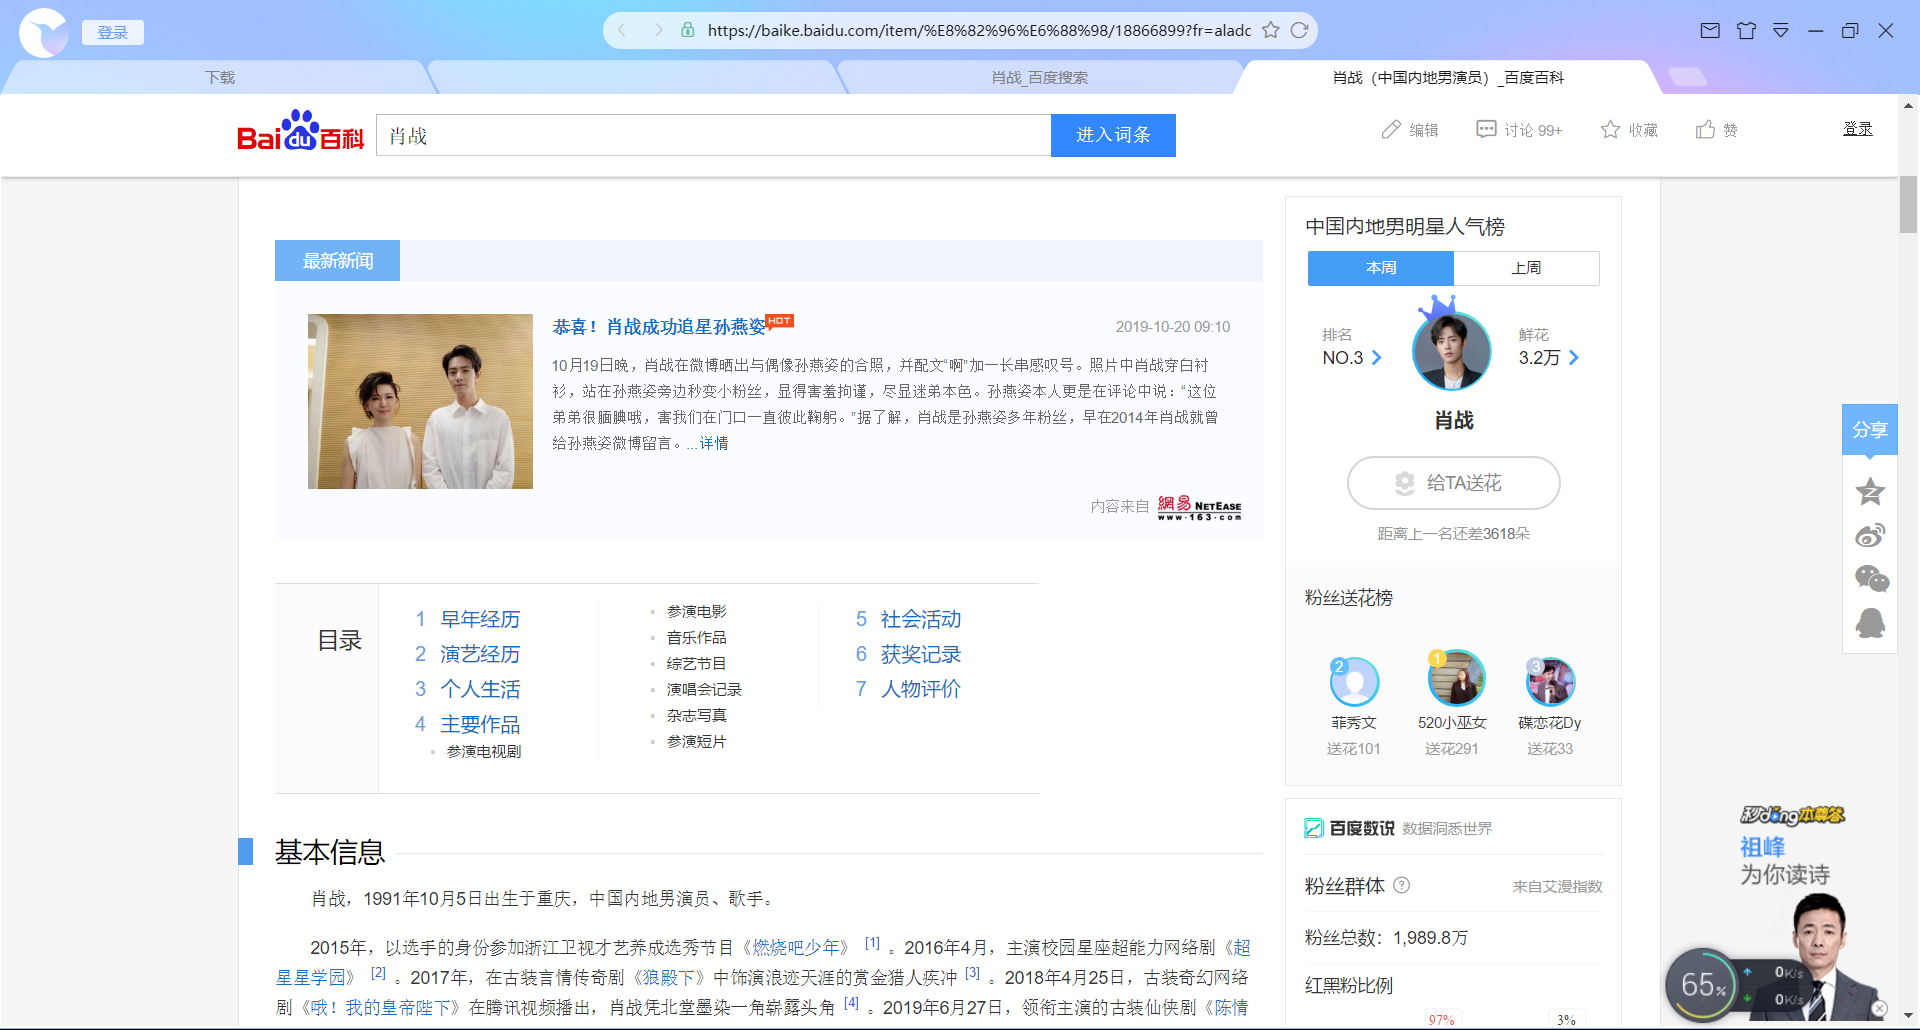 登录
https://baike.baidu.com/item/%E8%82%96%E6%88%98/18866899?fr=aladc
下载
肖战_百度搜索
肖战（中国内地男演员）_百度百科
Bai du 百科
肖战
进入词条
编辑
讨论 99+
收藏
赞
登录
最新新闻
恭喜！肖战成功追星孙燕姿 HOT
2019-10-20 09:10
10月19日晚，肖战在微博晒出与偶像孙燕姿的合照，并配文“啊”加一长串感叹号。照片中肖战穿白衬
衫，站在孙燕姿旁边秒变小粉丝，显得害羞拘谨，尽显迷弟本色。孙燕姿本人更是在评论中说：“这位
弟弟很腼腆哦，害我们在门口一直彼此鞠躬。”据了解，肖战是孙燕姿多年粉丝，早在2014年肖战就曾
给孙燕姿微博留言。...详情
内容来自 網易 NETEASE
www.163.com
目录
1 早年经历
2 演艺经历
3 个人生活
4 主要作品
参演电视剧
参演电影
音乐作品
综艺节目
演唱会记录
杂志写真
参演短片
5 社会活动
6 获奖记录
7 人物评价
基本信息
肖战，1991年10月5日出生于重庆，中国内地男演员、歌手。
2015年，以选手的身份参加浙江卫视才艺养成选秀节目《燃烧吧少年》 [1] 。2016年4月，主演校园星座超能力网络剧《超
星星学园》 [2] 。2017年，在古装言情传奇剧《狼殿下》中饰演浪迹天涯的赏金猎人疾冲 [3] 。2018年4月25日，古装奇幻网络
剧《哦！我的皇帝陛下》在腾讯视频播出，肖战凭北堂墨染一角崭露头角 [4] 。2019年6月27日，领衔主演的古装仙侠剧《陈情
中国内地男明星人气榜
本周
上周
排名
NO.3
鲜花
3.2万
肖战
给TA送花
距离上一名还差3618朵
粉丝送花榜
2
1
3
菲秀文
520小巫女
碟恋花Dy
送花101
送花291
送花33
百度数说 数据洞悉世界
粉丝群体 ?
来自艾漫指数
粉丝总数：1,989.8万
红黑粉比例
97%
3%
分享
秒dong本尊答
祖峰
为你读诗
65%
0K/s
0K/s